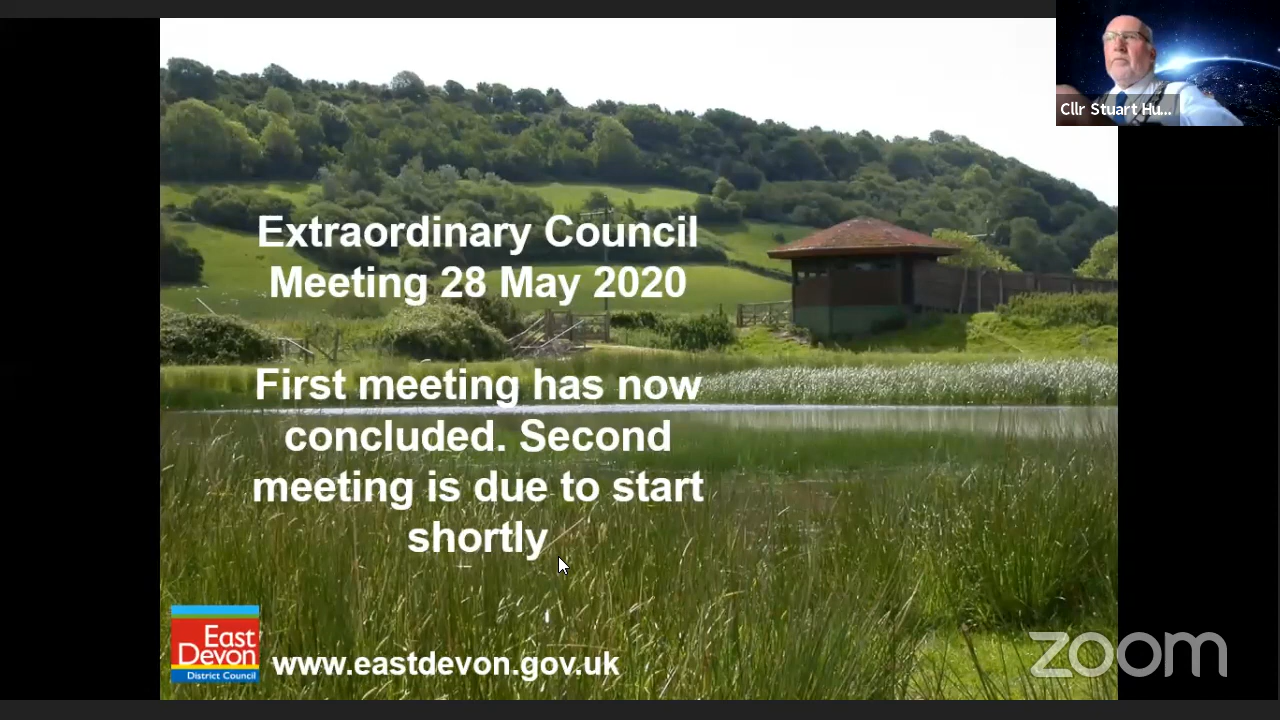 Cllr Stuart Hu...
Extraordinary Council
Meeting 28 May 2020
First meeting has now
concluded. Second
meeting is due to start
shortly
East
Devon
District Council
www.eastdevon.gov.uk
zoom